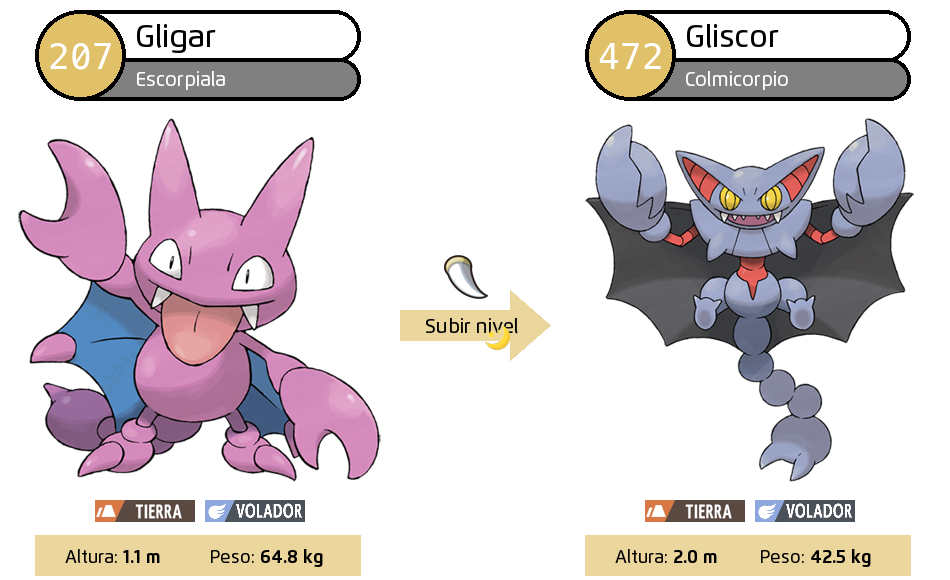 207
Gligar
Escorpiala
472
Gliscor
Colmicorpio
Subir nivel
TIERRA VOLADOR
TIERRA VOLADOR
Altura: 1.1 m Peso: 64.8 kg
Altura: 2.0 m Peso: 42.5 kg